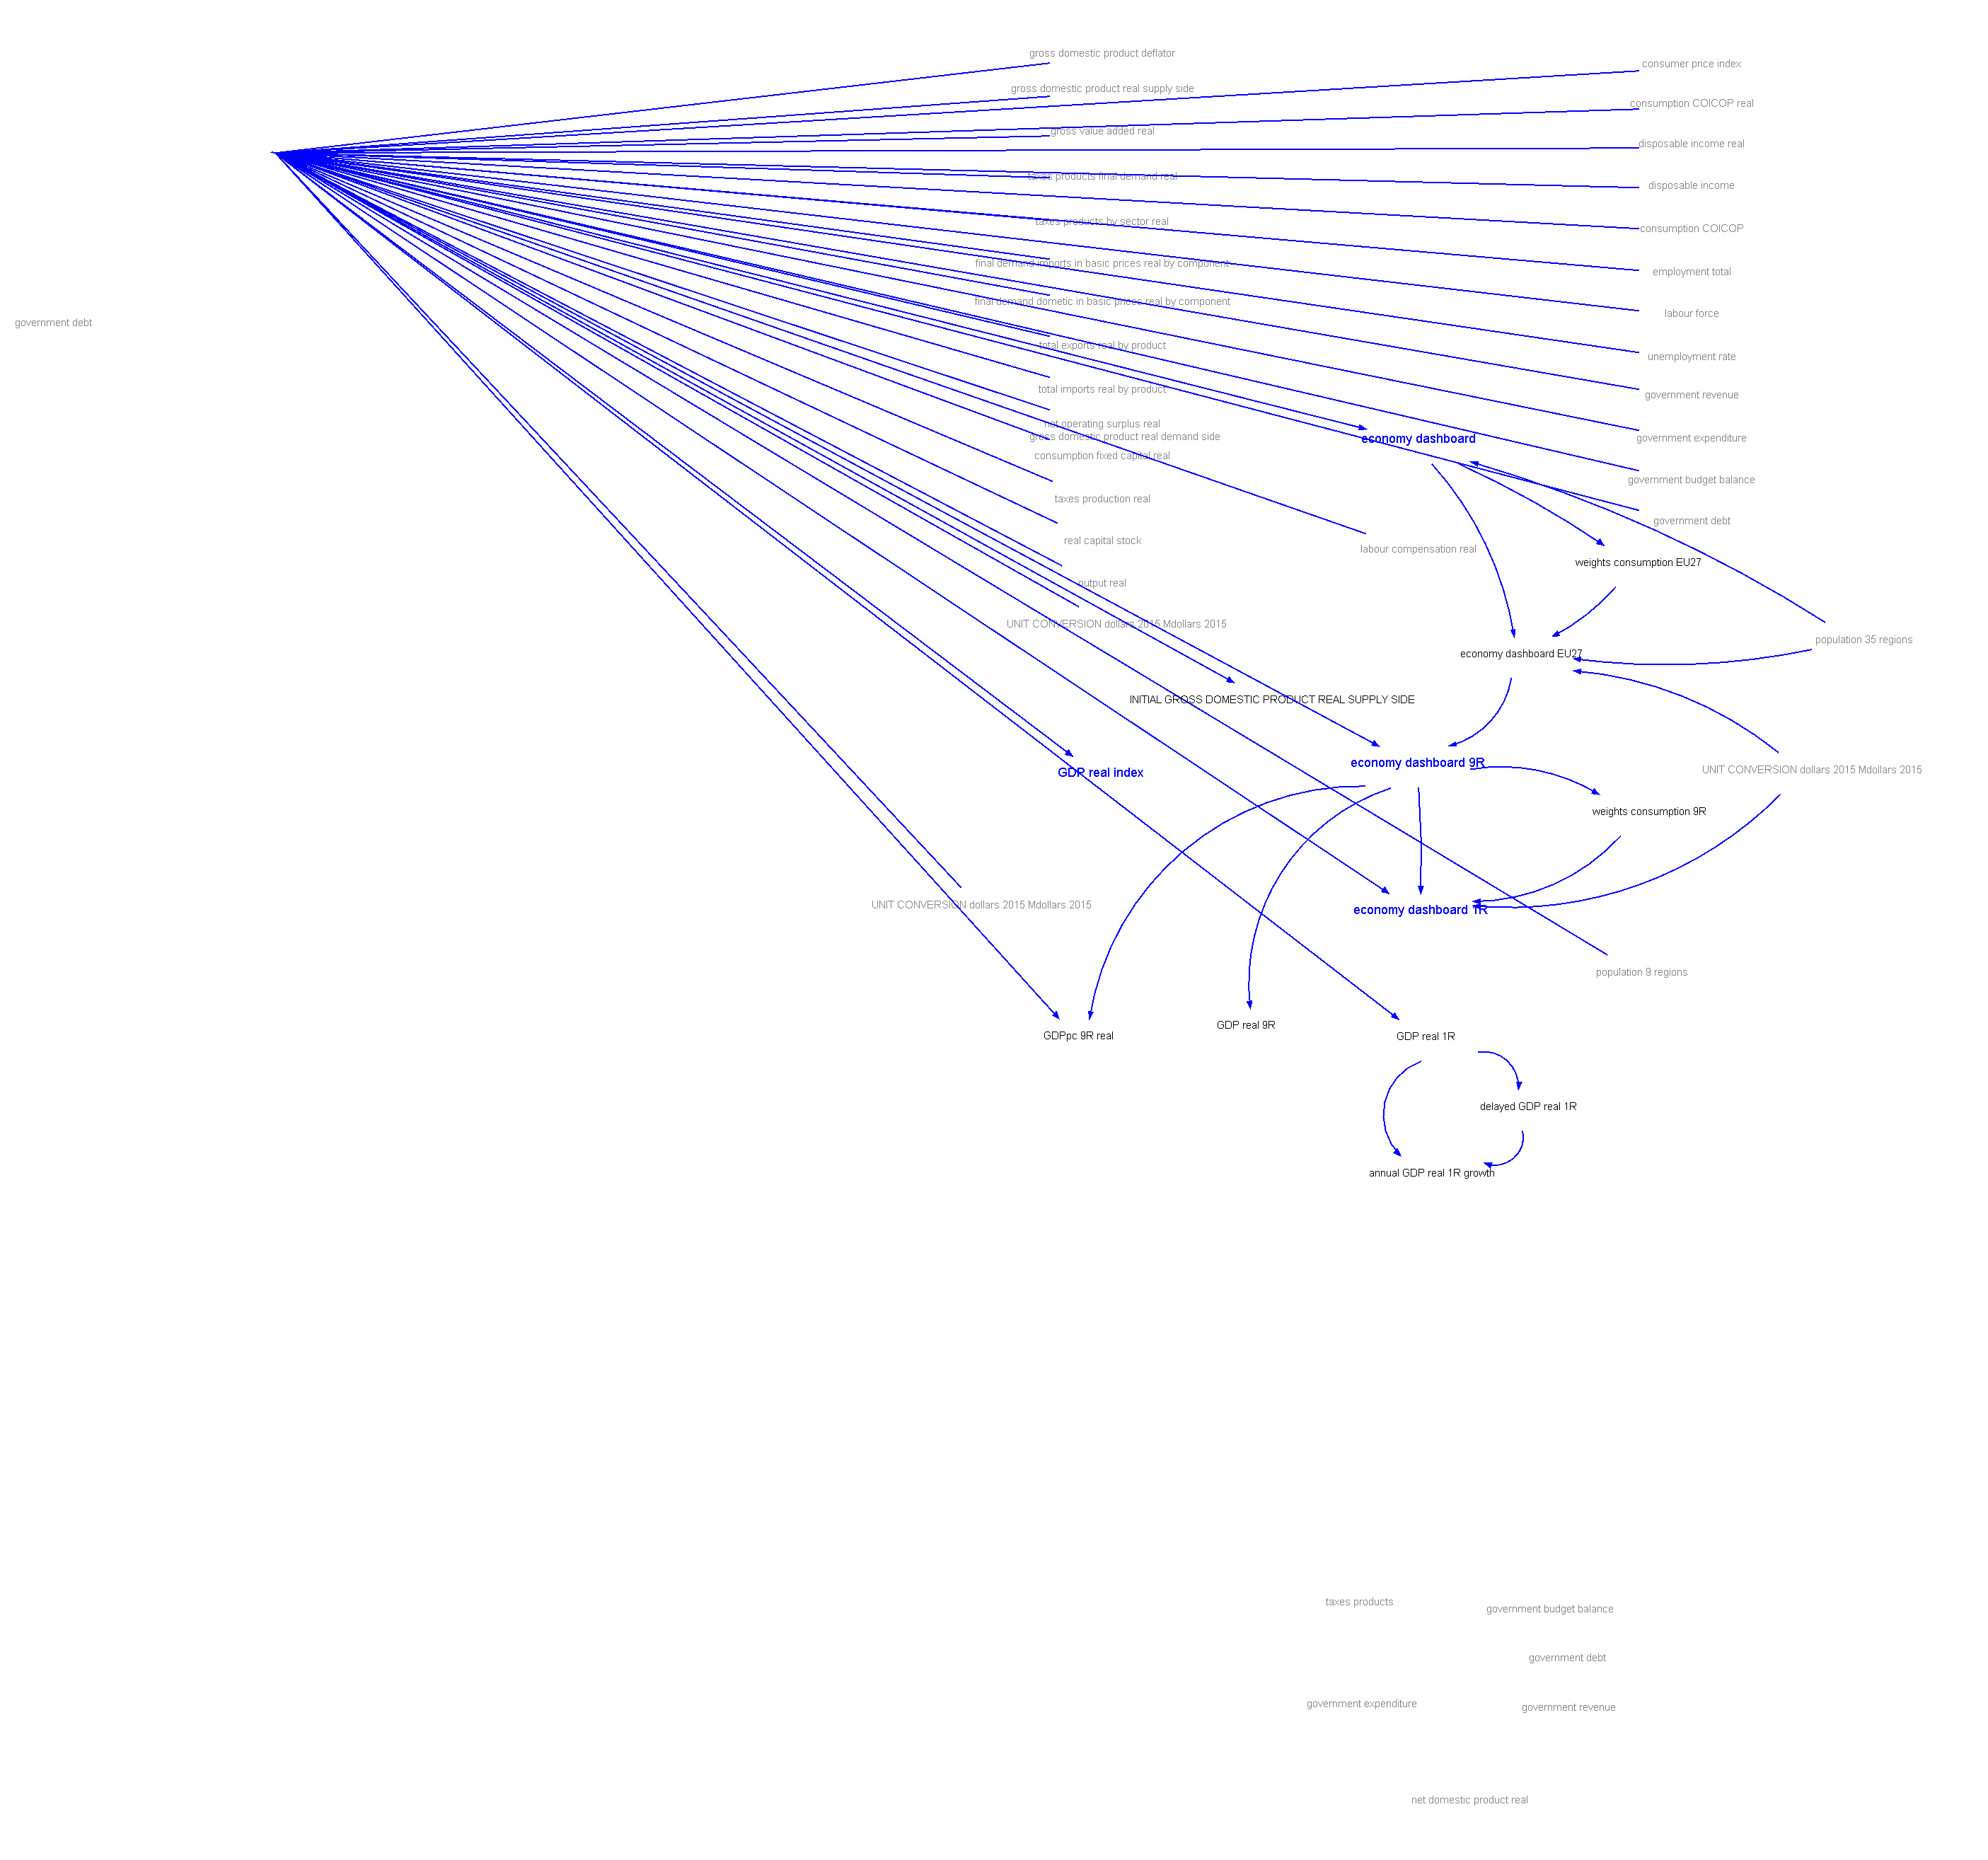 gross domestic product deflator
consumer price index
gross domestic product real supply side
consumption COICOP real
gross value added real
disposable income real
taxes products final demand real
disposable income
taxes products by sector real
consumption COICOP
final demand imports in basic prices real by component
employment total
final demand dometic in basic prices real by component
labour force
government debt
total exports real by product
unemployment rate
total imports real by product
government revenue
net operating surplus real
gross domestic product real demand side
economy dashboard
government expenditure
consumption fixed capital real
government budget balance
taxes production real
government debt
real capital stock
labour compensation real
weights consumption EU27
output real
UNIT CONVERSION dollars 2015 Mdollars 2015
population 35 regions
economy dashboard EU27
INITIAL GROSS DOMESTIC PRODUCT REAL SUPPLY SIDE
economy dashboard 9R
GDP real index
UNIT CONVERSION dollars 2015 Mdollars 2015
weights consumption 9R
UNIT CONVERSION dollars 2015 Mdollars 2015
economy dashboard 1R
population 9 regions
GDP real 9R
GDPpc 9R real
GDP real 1R
delayed GDP real 1R
annual GDP real 1R growth
taxes products
government budget balance
government debt
government expenditure
government revenue
net domestic product real